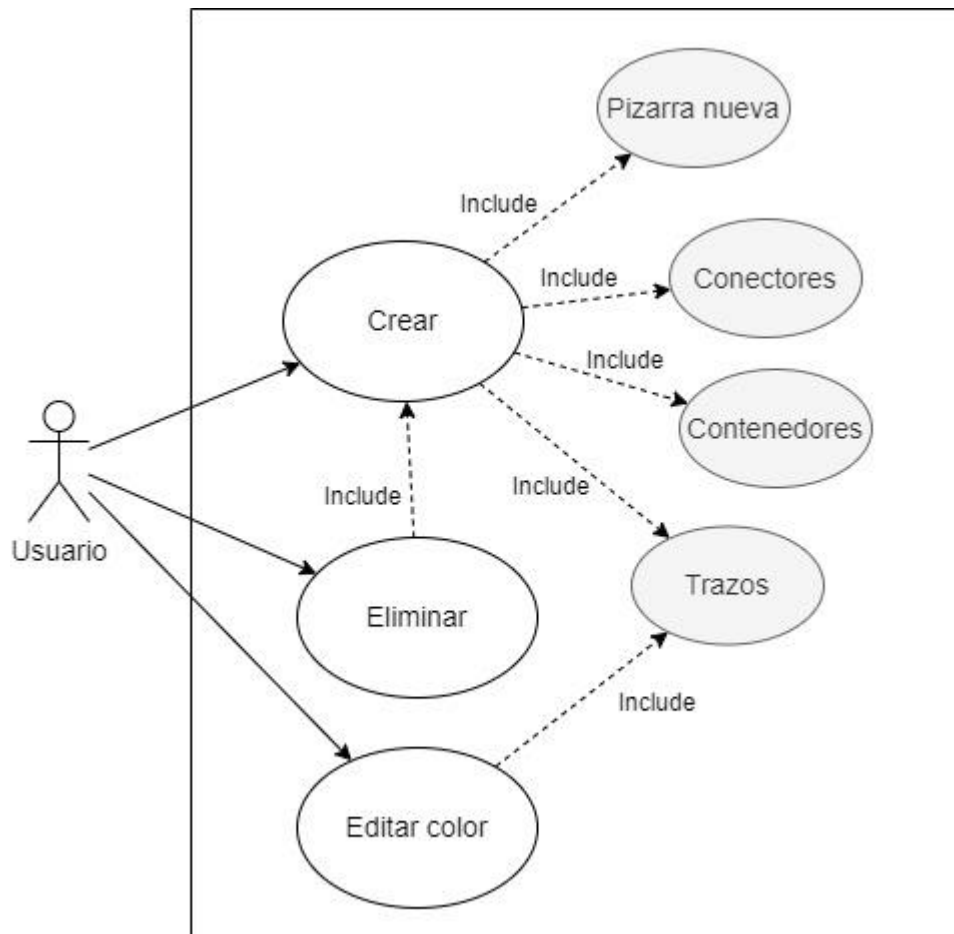 Pizarra nueva
Include
Conectores
Include
Crear
Include
Contenedores
Include
Include
Usuario
Trazos
Eliminar
Include
Editar color